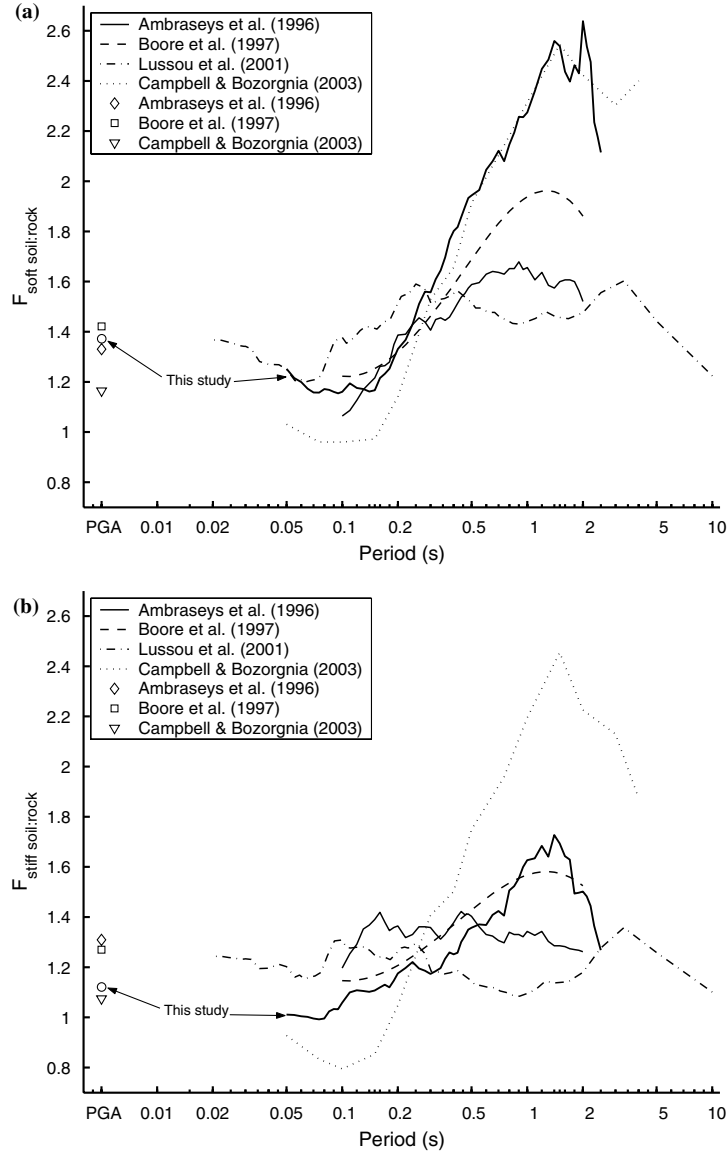 (a)
2.6
2.4
2.2
2
1.8
1.6
1.4
1.2
1
0.8
F soft soil:rock
Ambraseys et al. (1996)
Boore et al. (1997)
Lussou et al. (2001)
Campbell & Bozorgnia (2003)
Ambraseys et al. (1996)
Boore et al. (1997)
Campbell & Bozorgnia (2003)
This study
PGA 0.01 0.02 0.05 0.1 0.2 0.5 1 2 5 10
Period (s)
(b)
2.6
2.4
2.2
2
1.8
1.6
1.4
1.2
1
0.8
F stiff soil:rock
Ambraseys et al. (1996)
Boore et al. (1997)
Lussou et al. (2001)
Campbell & Bozorgnia (2003)
Ambraseys et al. (1996)
Boore et al. (1997)
Campbell & Bozorgnia (2003)
This study
PGA 0.01 0.02 0.05 0.1 0.2 0.5 1 2 5 10
Period (s)